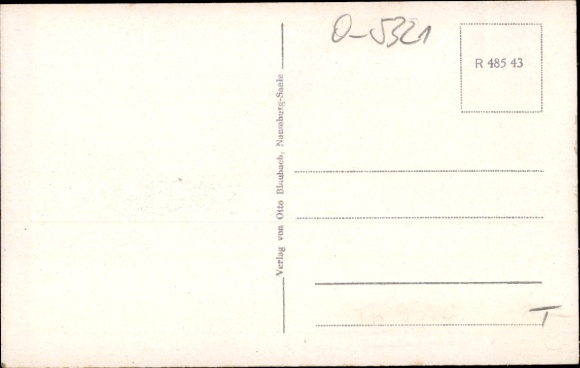 O-5321
R 485 43
Verlag von Otto Blaubach, Naumburg-Saale
T